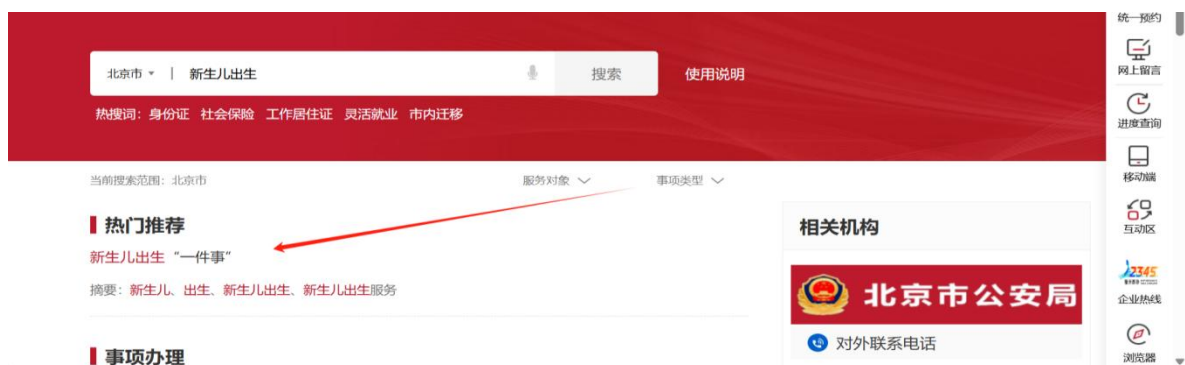 统一预约
北京市 | 新生儿出生 搜索 使用说明
热搜词：身份证 社会保险 工作居住证 灵活就业 市内迁移
当前搜索范围：北京市 服务对象 事项类型
热门推荐
新生儿出生“一件事”
摘要：新生儿、出生、新生儿出生、新生儿出生服务
事项办理
相关机构
北京市公安局
对外联系电话
网上留言
进度查询
移动端
互动区
12345
企业热线
浏览器